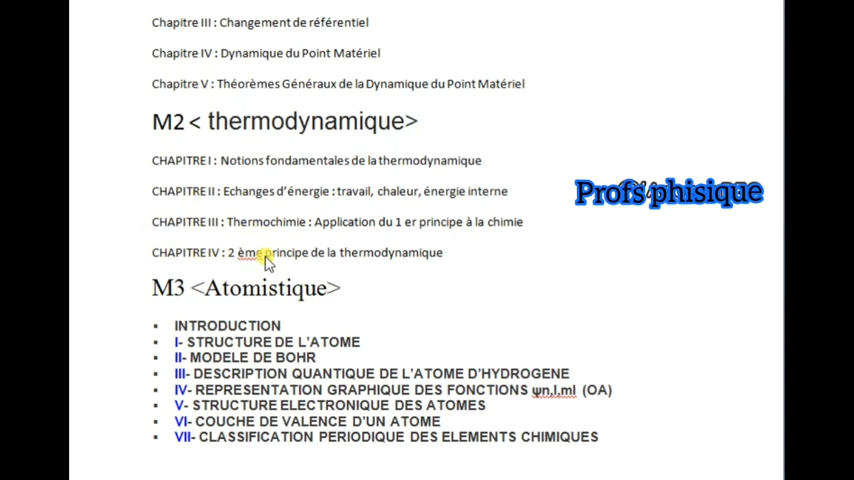 Chapitre III : Changement de référentiel
Chapitre IV : Dynamique du Point Matériel
Chapitre V : Théorèmes Généraux de la Dynamique du Point Matériel
M2 < thermodynamique>
CHAPITRE I : Notions fondamentales de la thermodynamique
CHAPITRE II : Echanges d’énergie : travail, chaleur, énergie interne
Profs phisique
CHAPITRE III : Thermochimie : Application du 1 er principe à la chimie
CHAPITRE IV : 2 ème principe de la thermodynamique
M3 <Atomistique>
▪ INTRODUCTION
▪ I- STRUCTURE DE L’ATOME
▪ II- MODELE DE BOHR
▪ III- DESCRIPTION QUANTIQUE DE L’ATOME D’HYDROGENE
▪ IV- REPRESENTATION GRAPHIQUE DES FONCTIONS ψn,l,ml (OA)
▪ V- STRUCTURE ELECTRONIQUE DES ATOMES
▪ VI- COUCHE DE VALENCE D’UN ATOME
▪ VII- CLASSIFICATION PERIODIQUE DES ELEMENTS CHIMIQUES